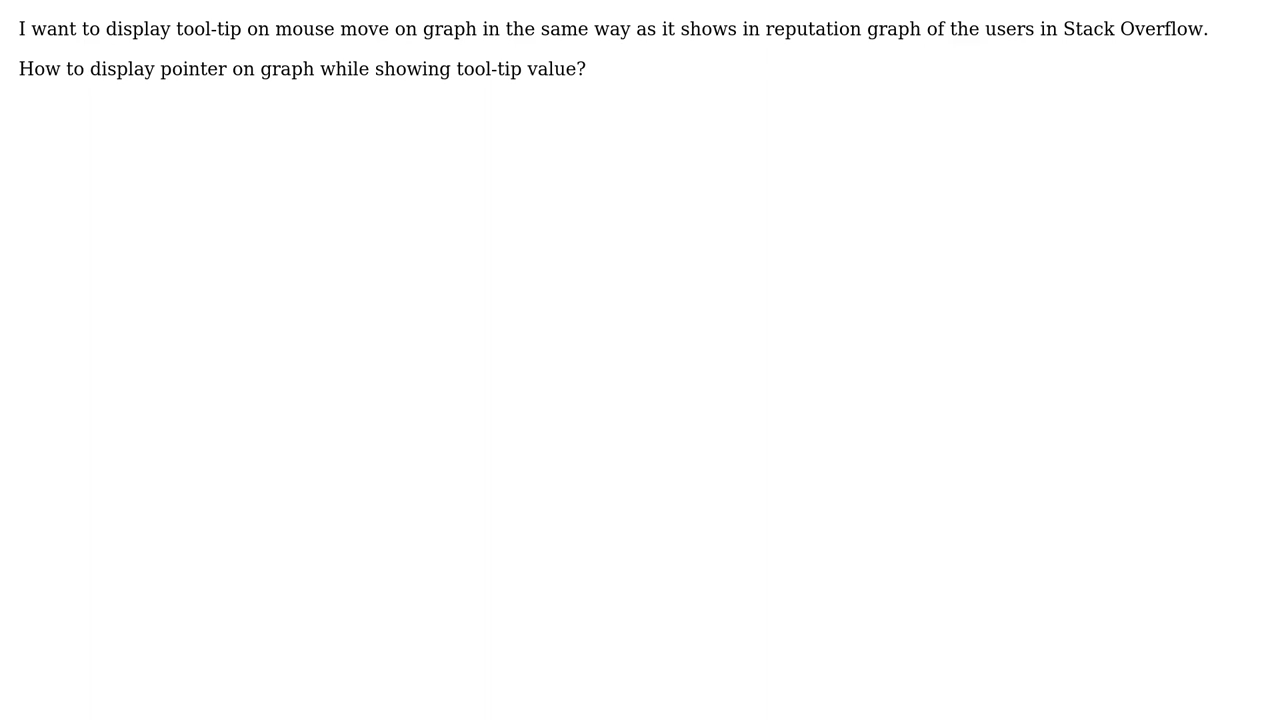 I want to display tool-tip on mouse move on graph in the same way as it shows in reputation graph of the users in Stack Overflow.
How to display pointer on graph while showing tool-tip value?